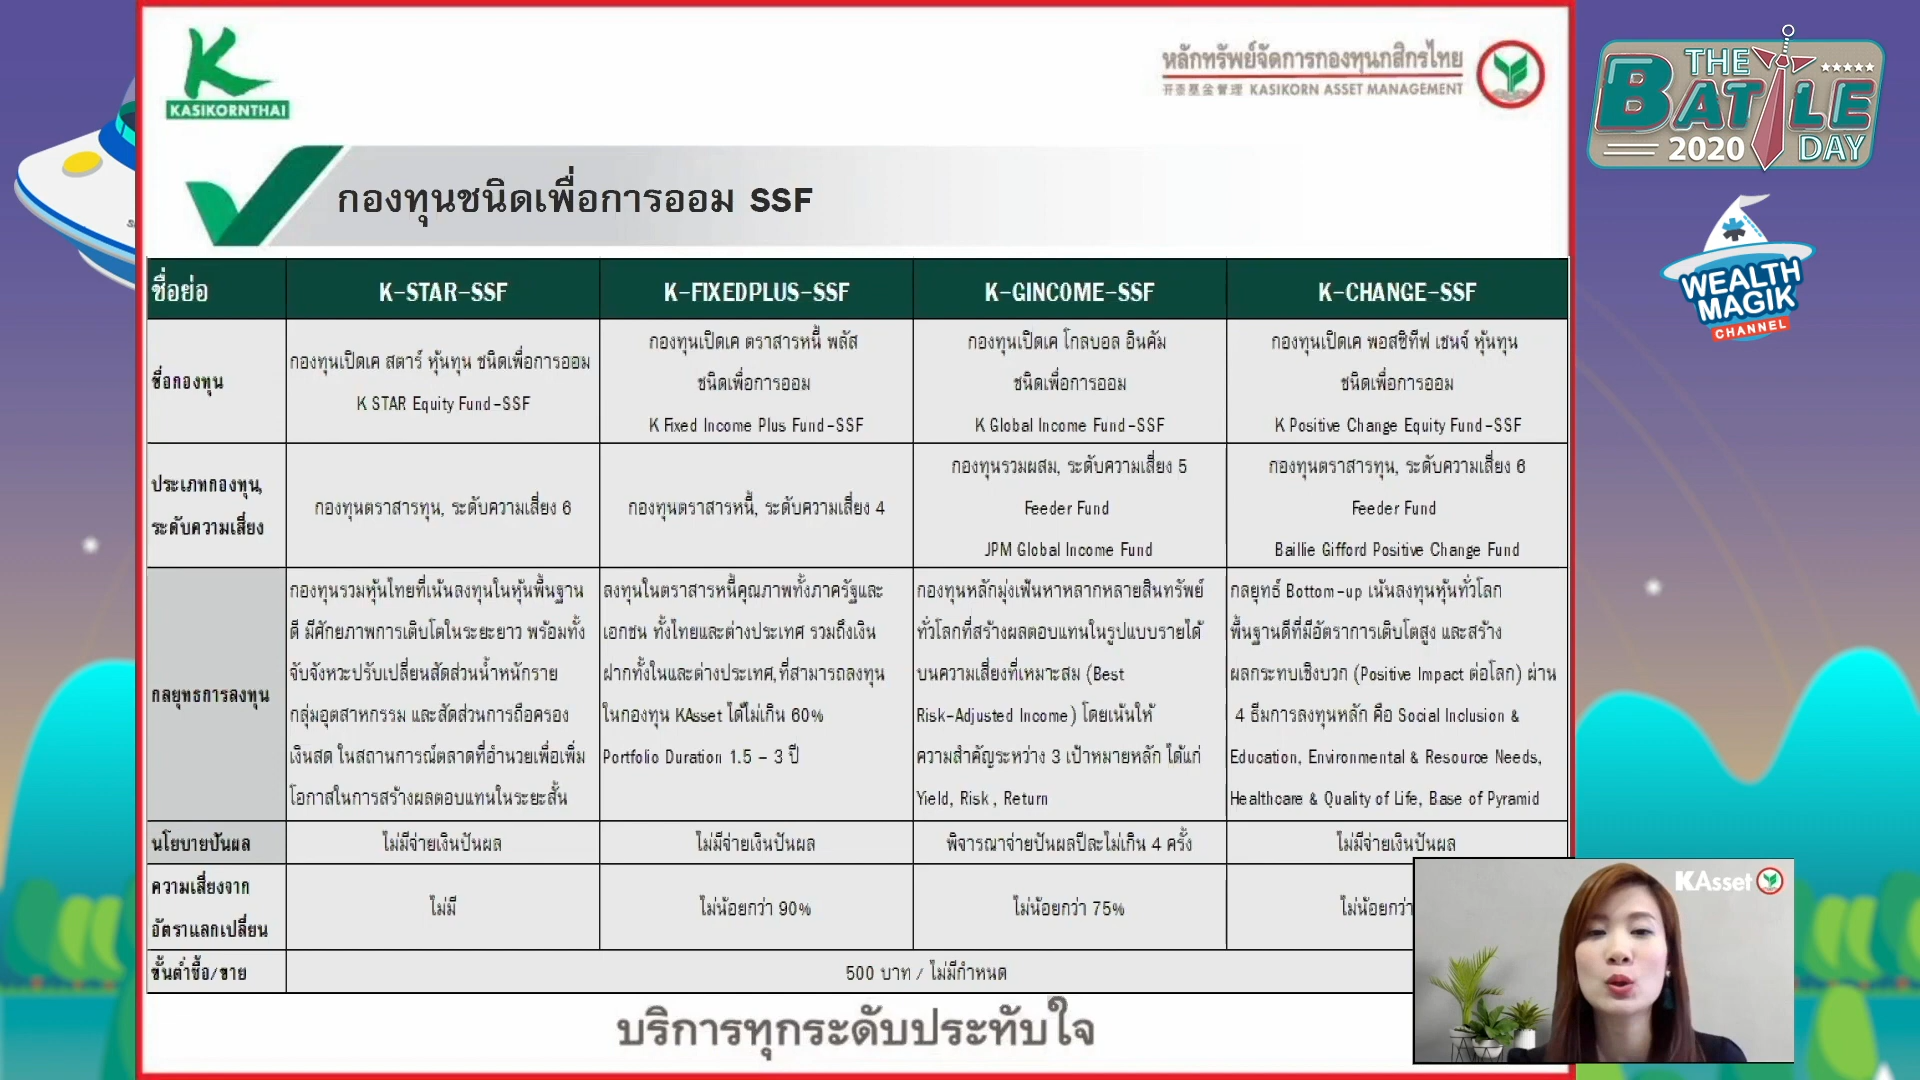 KASIKORNTHAI
หลักทรัพย์จัดการกองทุนกสิกรไทย
开泰基金管理 KASIKORN ASSET MANAGEMENT
THE
BATTLE
2020 DAY
WEALTH
MAGIK
CHANNEL
กองทุนชนิดเพื่อการออม SSF
ชื่อย่อ
K-STAR-SSF
K-FIXEDPLUS-SSF
K-GINCOME-SSF
K-CHANGE-SSF
ชื่อกองทุน
กองทุนเปิดเค สตาร์ หุ้นทุน ชนิดเพื่อการออม
K STAR Equity Fund-SSF
กองทุนเปิดเค ตราสารหนี้ พลัส
ชนิดเพื่อการออม
K Fixed Income Plus Fund-SSF
กองทุนเปิดเค โกลบอล อินคัม
ชนิดเพื่อการออม
K Global Income Fund-SSF
กองทุนเปิดเค พอสซิทีฟ เชนจ์ หุ้นทุน
ชนิดเพื่อการออม
K Positive Change Equity Fund-SSF
ประเภทกองทุน,
ระดับความเสี่ยง
กองทุนตราสารทุน, ระดับความเสี่ยง 6
กองทุนตราสารหนี้, ระดับความเสี่ยง 4
กองทุนรวมผสม, ระดับความเสี่ยง 5
Feeder Fund
JPM Global Income Fund
กองทุนตราสารทุน, ระดับความเสี่ยง 6
Feeder Fund
Baillie Gifford Positive Change Fund
กลยุทธการลงทุน
กองทุนรวมหุ้นไทยที่เน้นลงทุนในหุ้นพื้นฐาน
ดี มีศักยภาพการเติบโตในระยะยาว พร้อมทั้ง
จับจังหวะปรับเปลี่ยนสัดส่วนน้ำหนักราย
กลุ่มอุตสาหกรรม และสัดส่วนการถือครอง
เงินสด ในสถานการณ์ตลาดที่อำนวยเพื่อเพิ่ม
โอกาสในการสร้างผลตอบแทนในระยะสั้น
ลงทุนในตราสารหนี้คุณภาพทั้งภาครัฐและ
เอกชน ทั้งไทยและต่างประเทศ รวมถึงเงิน
ฝากทั้งในและต่างประเทศ,ที่สามารถลงทุน
ในกองทุน KAsset ได้ไม่เกิน 60%
Portfolio Duration 1.5 – 3 ปี
กองทุนหลักมุ่งเฟ้นหาหลากหลายสินทรัพย์
ทั่วโลกที่สร้างผลตอบแทนในรูปแบบรายได้
บนความเสี่ยงที่เหมาะสม (Best
Risk-Adjusted Income) โดยเน้นให้
ความสำคัญระหว่าง 3 เป้าหมายหลัก ได้แก่
Yield, Risk , Return
กลยุทธ์ Bottom-up เน้นลงทุนหุ้นทั่วโลก
พื้นฐานดีที่มีอัตราการเติบโตสูง และสร้าง
ผลกระทบเชิงบวก (Positive Impact ต่อโลก) ผ่าน
4 ธีมการลงทุนหลัก คือ Social Inclusion &
Education, Environmental & Resource Needs,
Healthcare & Quality of Life, Base of Pyramid
นโยบายปันผล
ไม่มีจ่ายเงินปันผล
ไม่มีจ่ายเงินปันผล
พิจารณาจ่ายปันผลปีละไม่เกิน 4 ครั้ง
ไม่มีจ่ายเงินปันผล
ความเสี่ยงจาก
อัตราแลกเปลี่ยน
ไม่มี
ไม่น้อยกว่า 90%
ไม่น้อยกว่า 75%
ไม่น้อยกว่า
ขั้นต่ำซื้อ/ขาย
500 บาท / ไม่มีกำหนด
KAsset
บริการทุกระดับประทับใจ